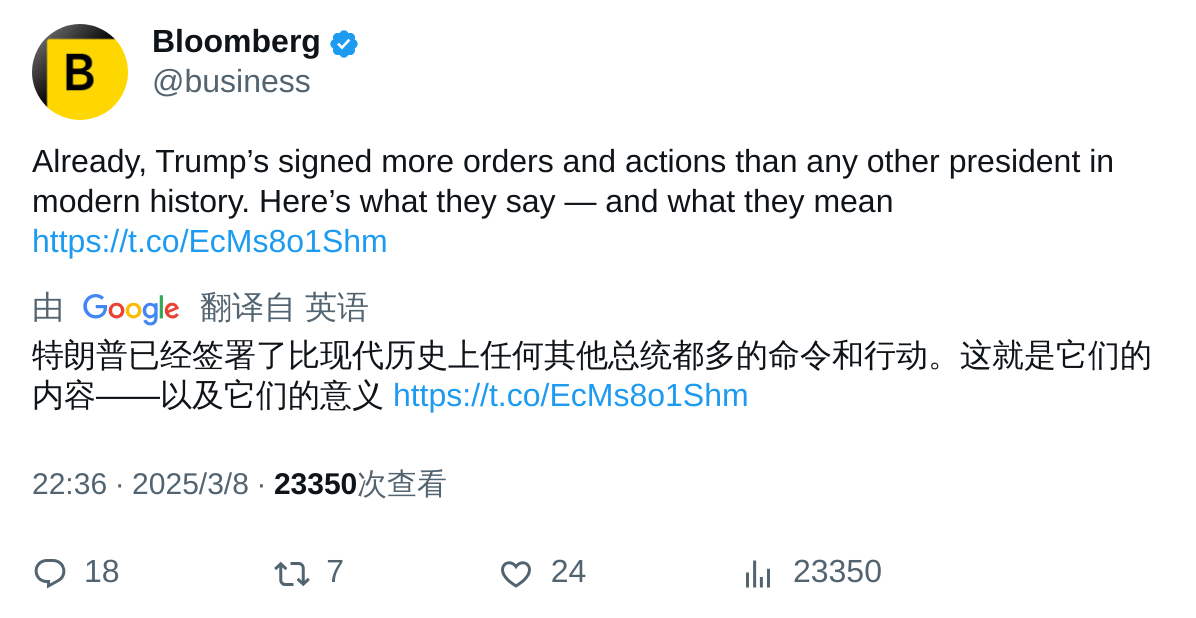 B
Bloomberg
@business
Already, Trump’s signed more orders and actions than any other president in
modern history. Here’s what they say — and what they mean
https://t.co/EcMs8o1Shm
由 Google 翻译自 英语
特朗普已经签署了比现代历史上任何其他总统都多的命令和行动。这就是它们的
内容——以及它们的意义 https://t.co/EcMs8o1Shm
22:36 · 2025/3/8 · 23350次查看
18 7 24 23350